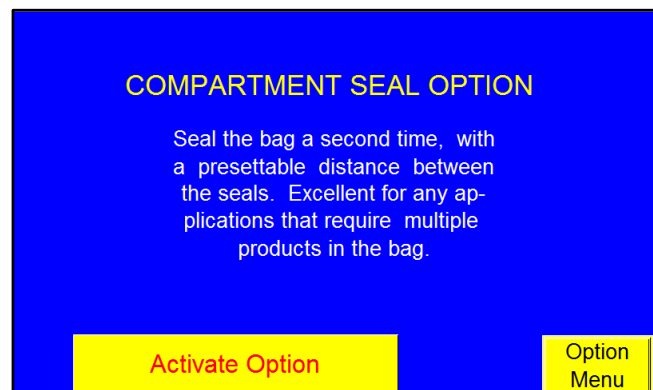 COMPARTMENT SEAL OPTION
Seal the bag a second time, with
a presettable distance between
the seals. Excellent for any ap-
plications that require multiple
products in the bag.
Activate Option
Option
Menu